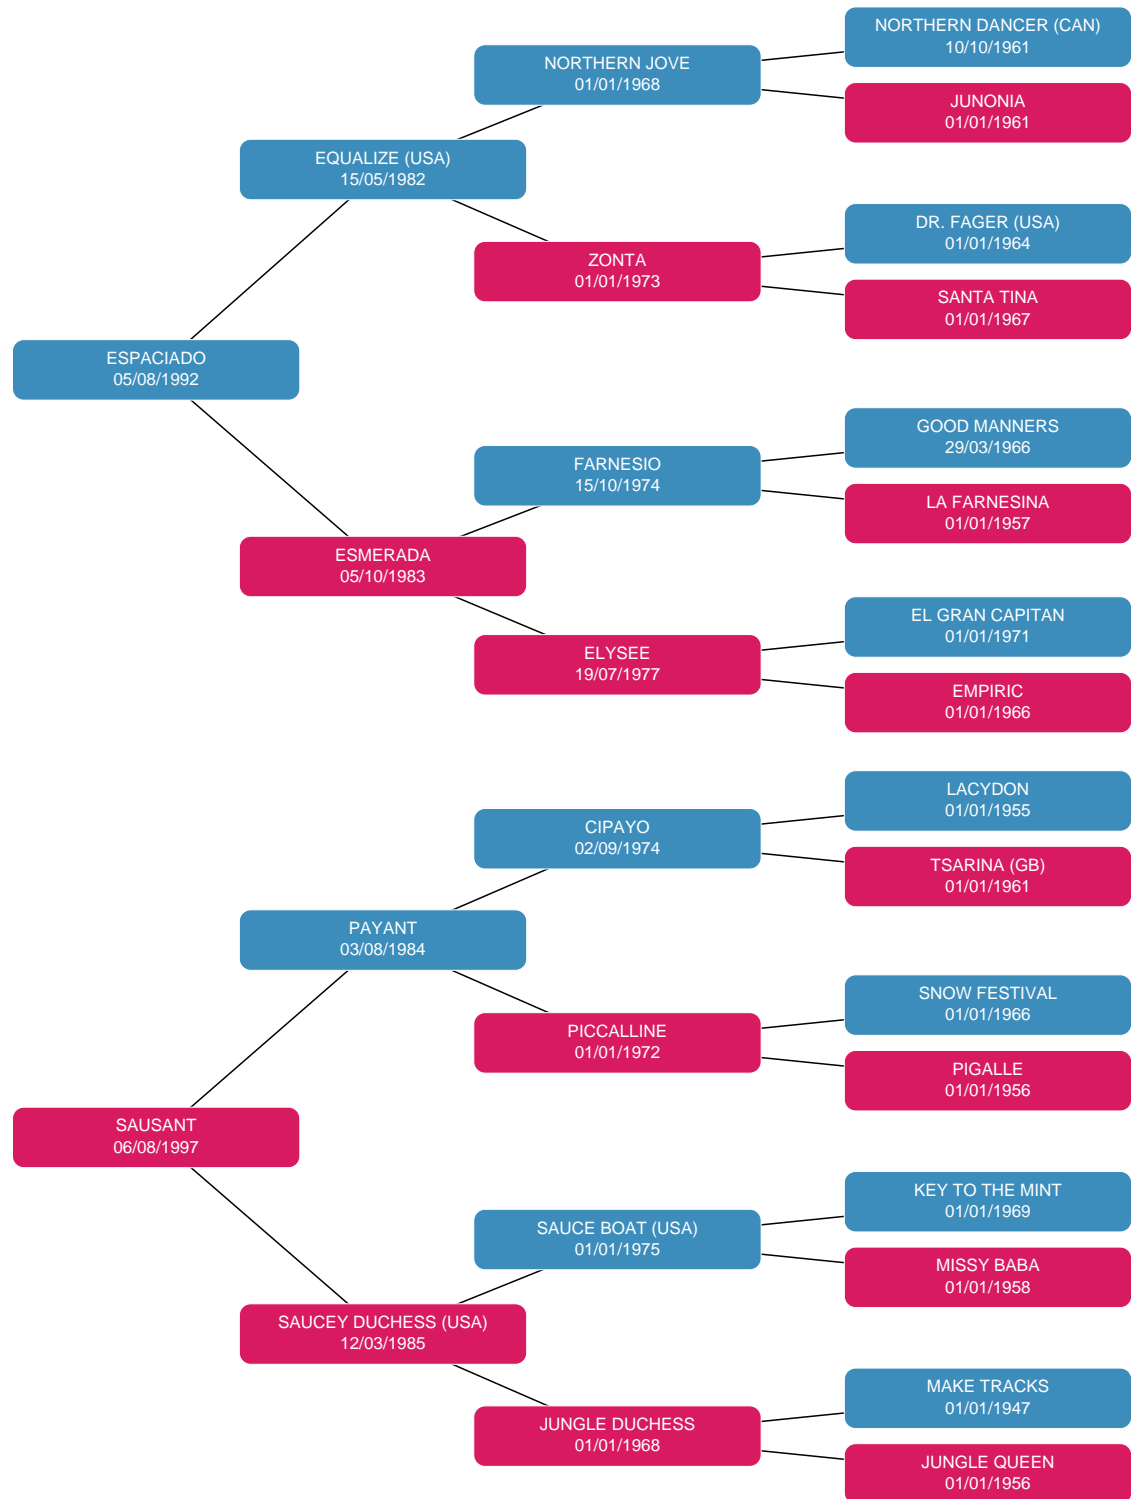 NORTHERN DANCER (CAN)
10/10/1961
NORTHERN JOVE
01/01/1968
JUNONIA
01/01/1961
EQUALIZE (USA)
15/05/1982
DR. FAGER (USA)
01/01/1964
ZONTA
01/01/1973
SANTA TINA
01/01/1967
ESPACIADO
05/08/1992
GOOD MANNERS
29/03/1966
FARNESIO
15/10/1974
LA FARNESINA
01/01/1957
ESMERADA
05/10/1983
EL GRAN CAPITAN
01/01/1971
ELYSEE
19/07/1977
EMPIRIC
01/01/1966
LACYDON
01/01/1955
CIPAYO
02/09/1974
TSARINA (GB)
01/01/1961
PAYANT
03/08/1984
SNOW FESTIVAL
01/01/1966
PICCALLINE
01/01/1972
PIGALLE
01/01/1956
SAUSANT
06/08/1997
KEY TO THE MINT
01/01/1969
SAUCE BOAT (USA)
01/01/1975
MISSY BABA
01/01/1958
SAUCEY DUCHESS (USA)
12/03/1985
MAKE TRACKS
01/01/1947
JUNGLE DUCHESS
01/01/1968
JUNGLE QUEEN
01/01/1956